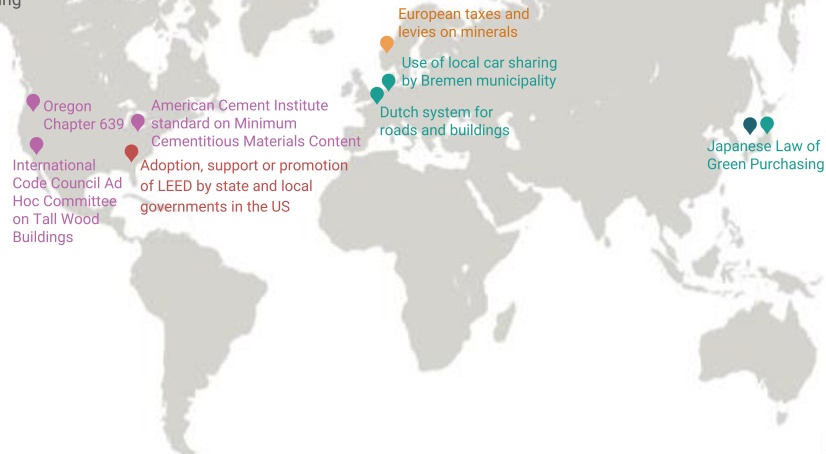 European taxes and
levies on minerals
Use of local car sharing
by Bremen municipality
Oregon
Chapter 639
American Cement Institute
standard on Minimum
Cementitious Materials Content
Dutch system for
roads and buildings
Japanese Law of
Green Purchasing
International
Code Council Ad
Hoc Committee
on Tall Wood
Buildings
Adoption, support or promotion
of LEED by state and local
governments in the US